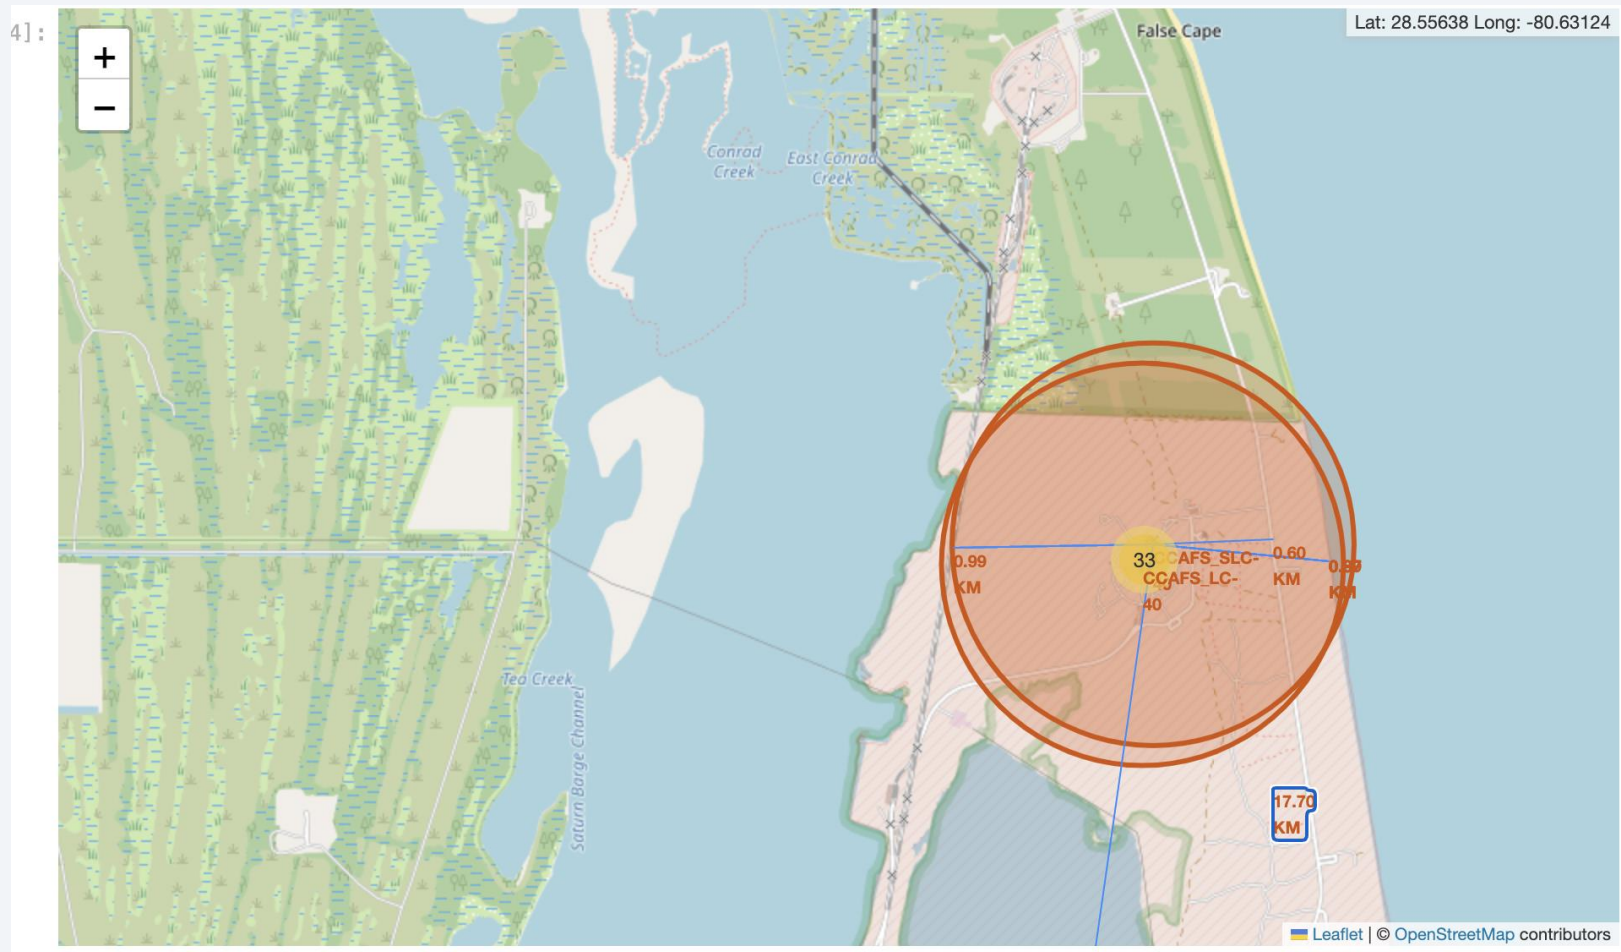 4]:
+
−
Lat: 28.55638 Long: -80.63124
False Cape
Conrad
Creek
East Conrad
Creek
0.99
KM
33
CCAFS_SLC-
CCAFS_LC-
40
0.60
KM
KM
Tea Creek
Saturn Barge Channel
17.70
KM
Leaflet | © OpenStreetMap contributors